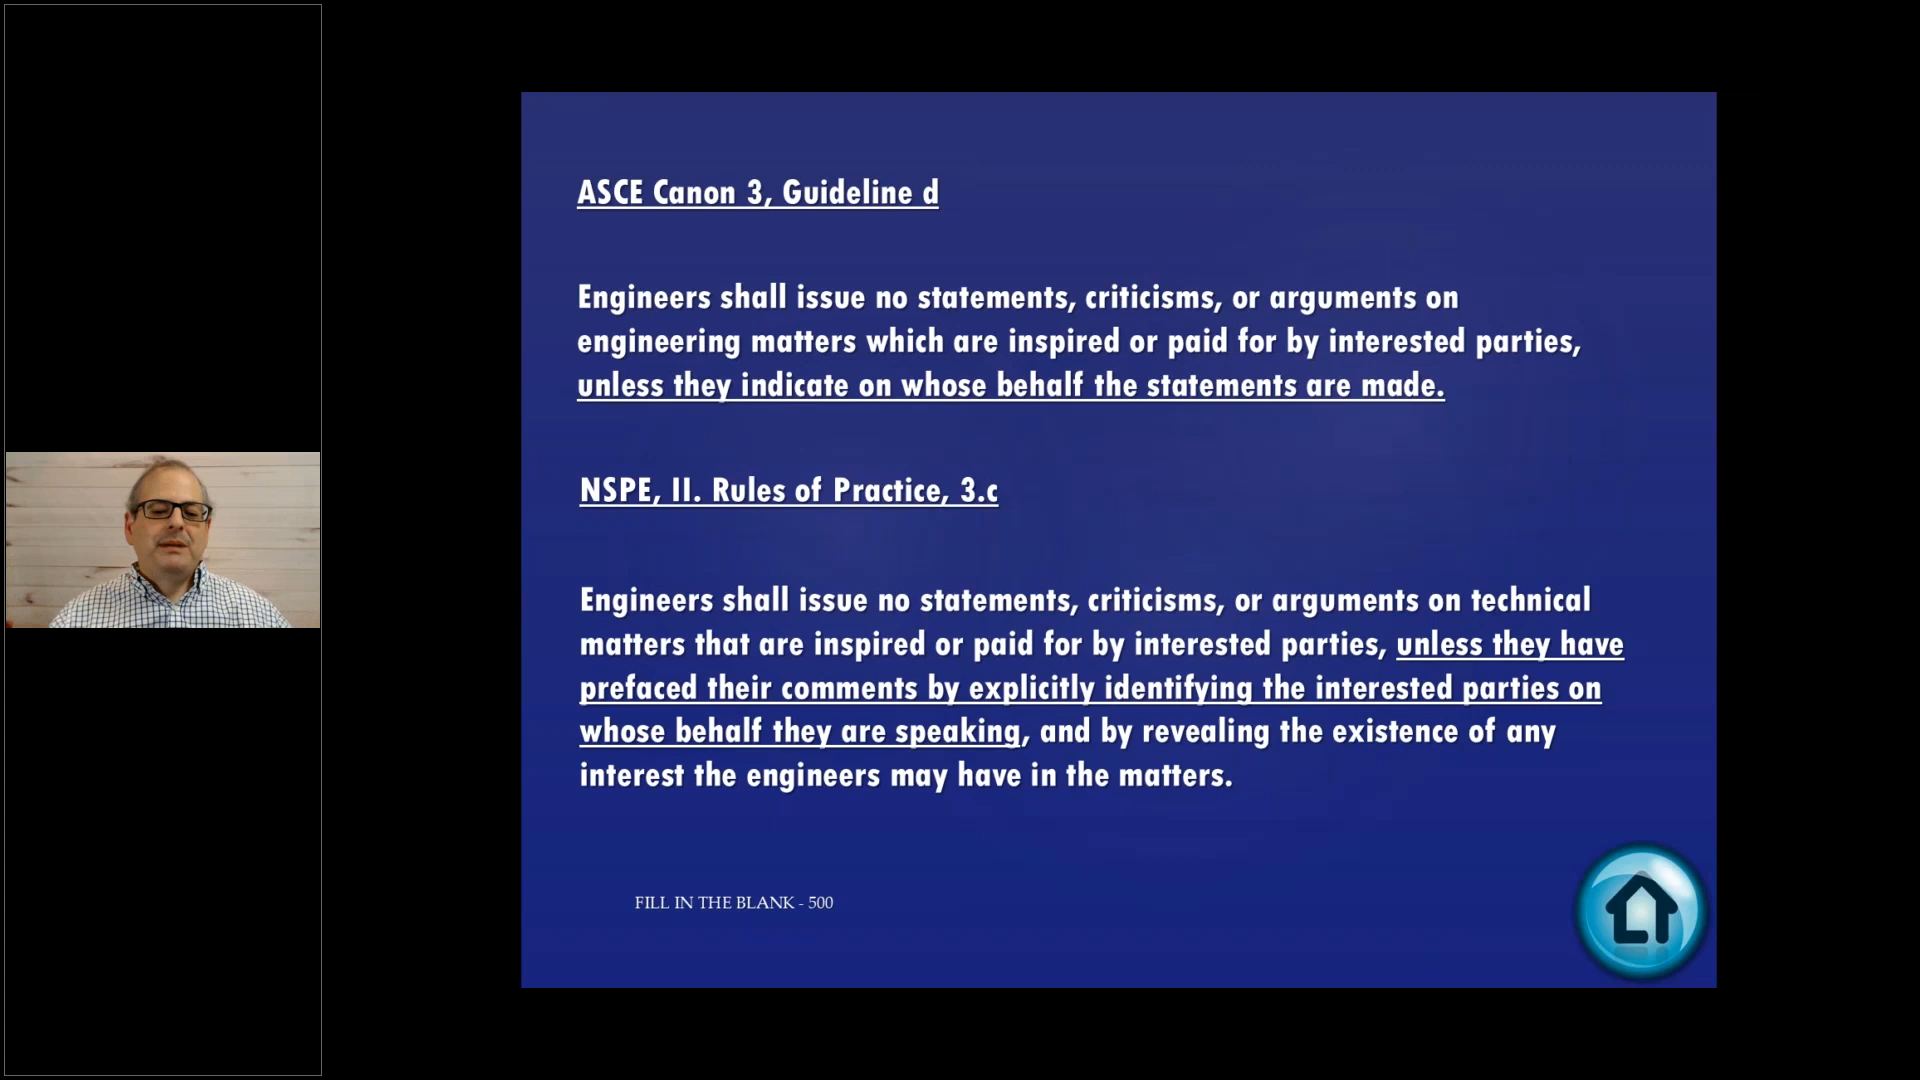 ASCE Canon 3, Guideline d
Engineers shall issue no statements, criticisms, or arguments on
engineering matters which are inspired or paid for by interested parties,
unless they indicate on whose behalf the statements are made.
NSPE, II. Rules of Practice, 3.c
Engineers shall issue no statements, criticisms, or arguments on technical
matters that are inspired or paid for by interested parties, unless they have
prefaced their comments by explicitly identifying the interested parties on
whose behalf they are speaking, and by revealing the existence of any
interest the engineers may have in the matters.
FILL IN THE BLANK - 500